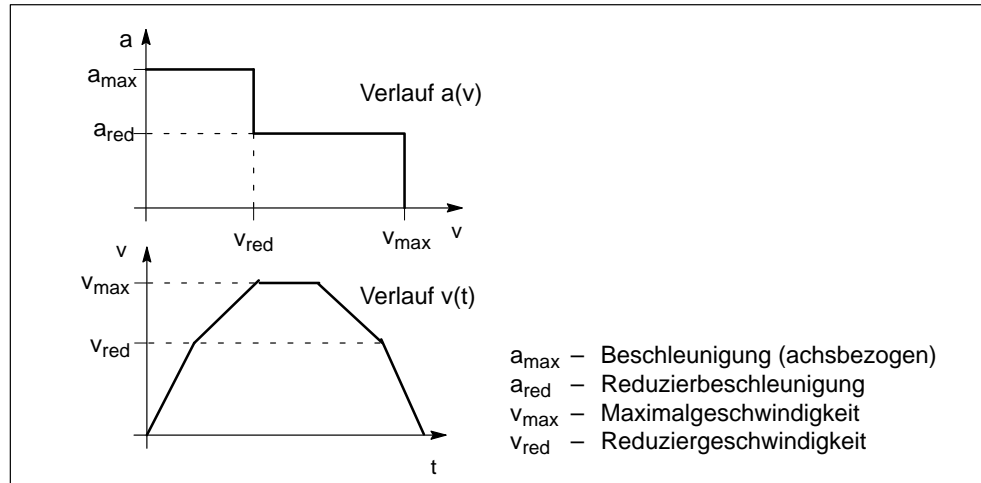 a
a_max
Verlauf a(v)
a_red
v_red
v_max
v
v
v_max
Verlauf v(t)
v_red
t
a_max – Beschleunigung (achsbezogen)
a_red – Reduzierbeschleunigung
v_max – Maximalgeschwindigkeit
v_red – Reduziergeschwindigkeit